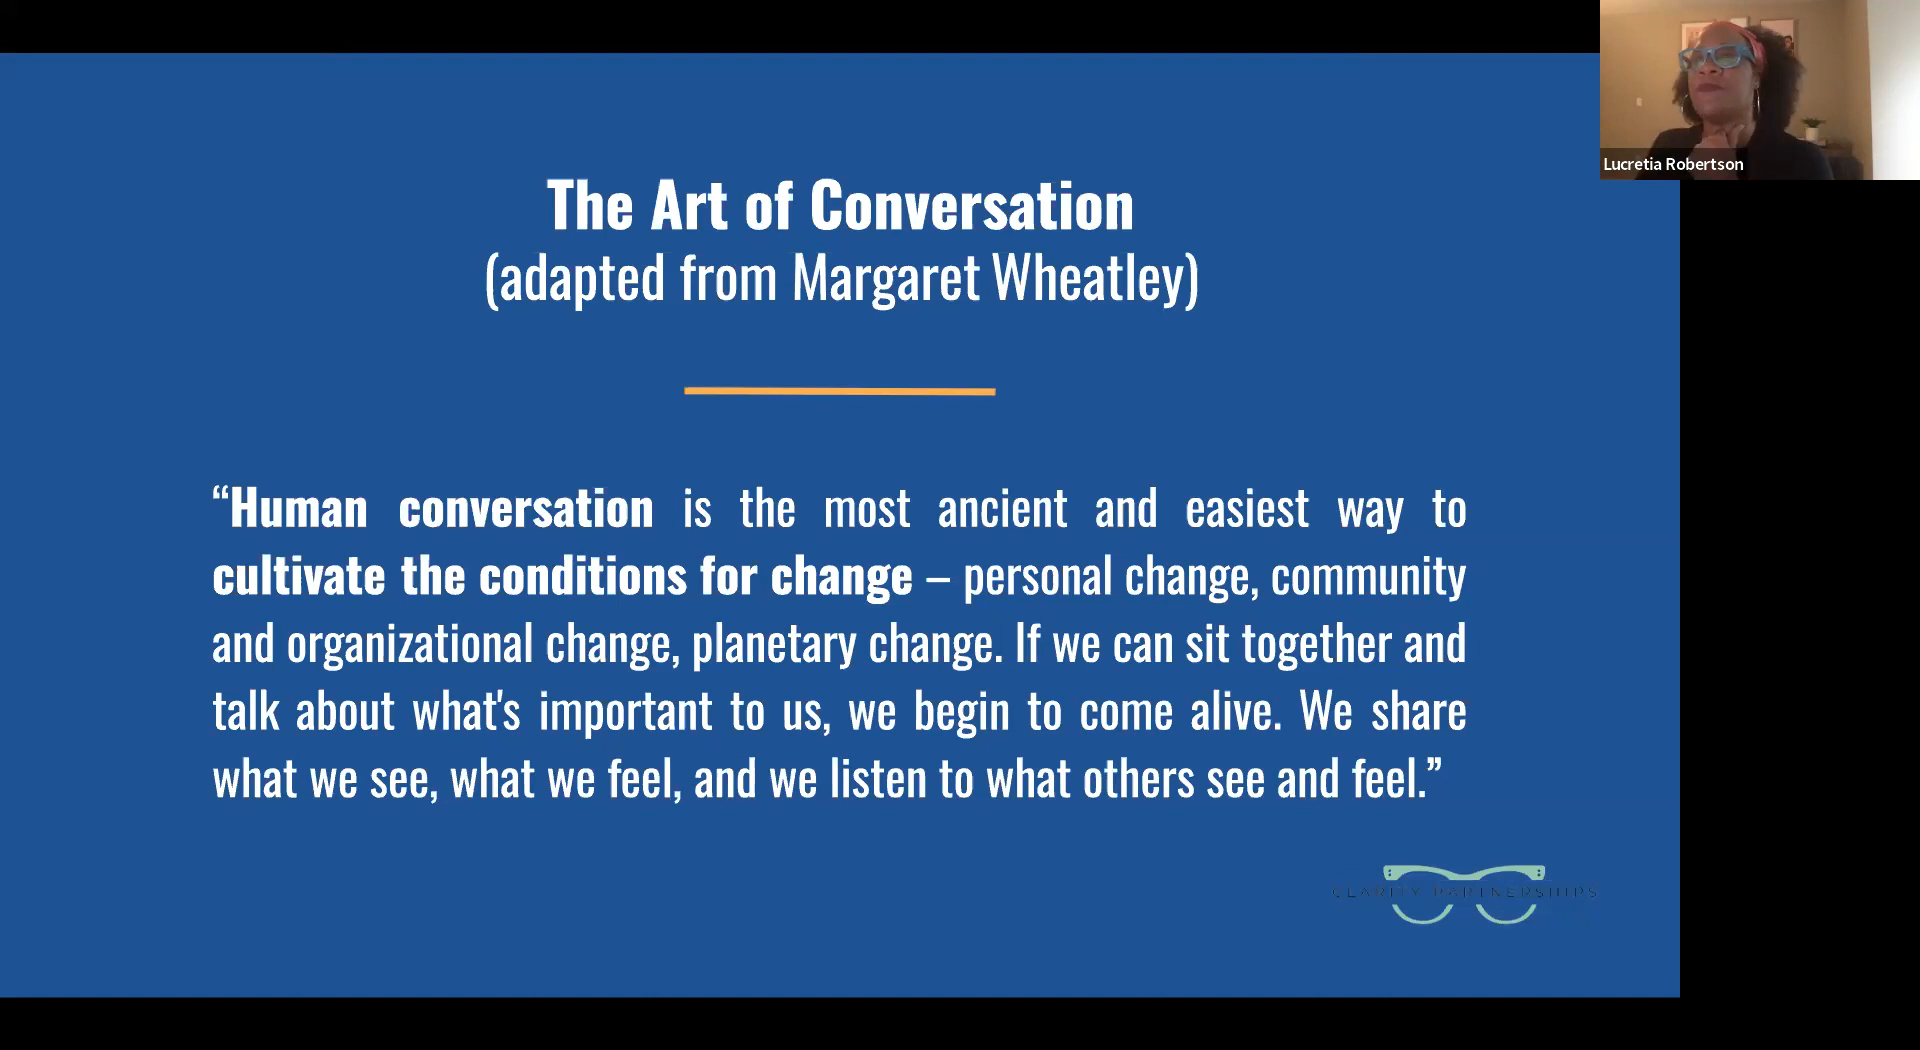 The Art of Conversation
(adapted from Margaret Wheatley)
“Human conversation is the most ancient and easiest way to
cultivate the conditions for change – personal change, community
and organizational change, planetary change. If we can sit together and
talk about what's important to us, we begin to come alive. We share
what we see, what we feel, and we listen to what others see and feel.”
CLARITY PARTNERSHIPS
Lucretia Robertson